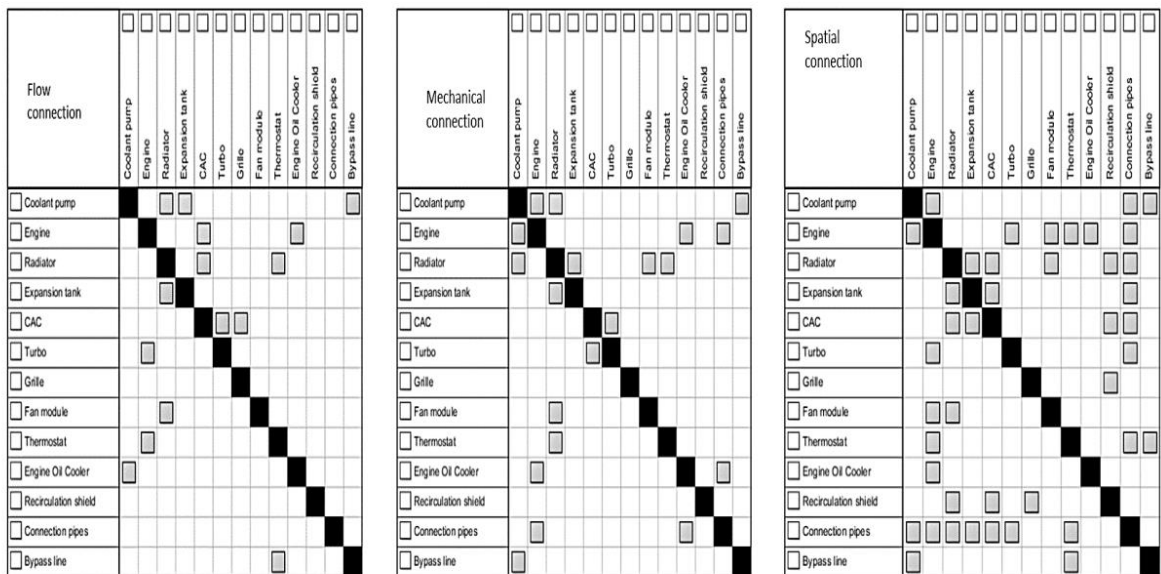 Flow
connection
Coolant pump
Engine
Radiator
Expansion tank
CAC
Turbo
Grille
Fan module
Thermostat
Engine Oil Cooler
Recirculation shield
Connection pipes
Bypass line
Coolant pump
Engine
Radiator
Expansion tank
CAC
Turbo
Grille
Fan module
Thermostat
Engine Oil Cooler
Recirculation shield
Connection pipes
Bypass line
Mechanical
connection
Coolant pump
Engine
Radiator
Expansion tank
CAC
Turbo
Grille
Fan module
Thermostat
Engine Oil Cooler
Recirculation shield
Connection pipes
Bypass line
Coolant pump
Engine
Radiator
Expansion tank
CAC
Turbo
Grille
Fan module
Thermostat
Engine Oil Cooler
Recirculation shield
Connection pipes
Bypass line
Spatial
connection
Coolant pump
Engine
Radiator
Expansion tank
CAC
Turbo
Grille
Fan module
Thermostat
Engine Oil Cooler
Recirculation shield
Connection pipes
Bypass line
Coolant pump
Engine
Radiator
Expansion tank
CAC
Turbo
Grille
Fan module
Thermostat
Engine Oil Cooler
Recirculation shield
Connection pipes
Bypass line